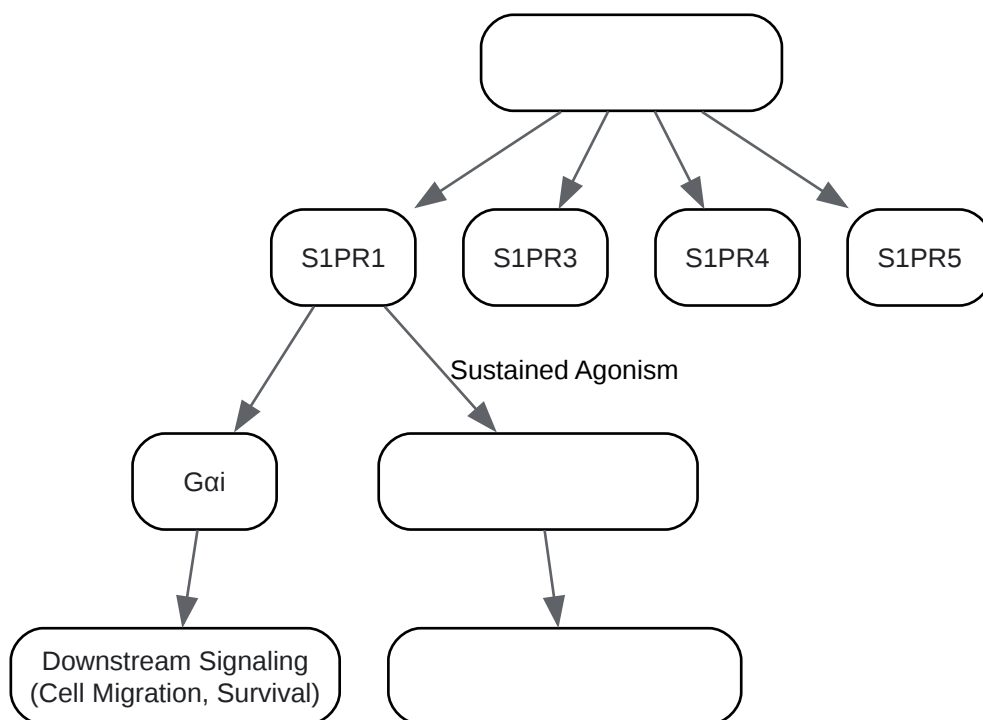 S1PR1
S1PR3
S1PR4
S1PR5
Sustained Agonism
Gαi
Downstream Signaling
(Cell Migration, Survival)